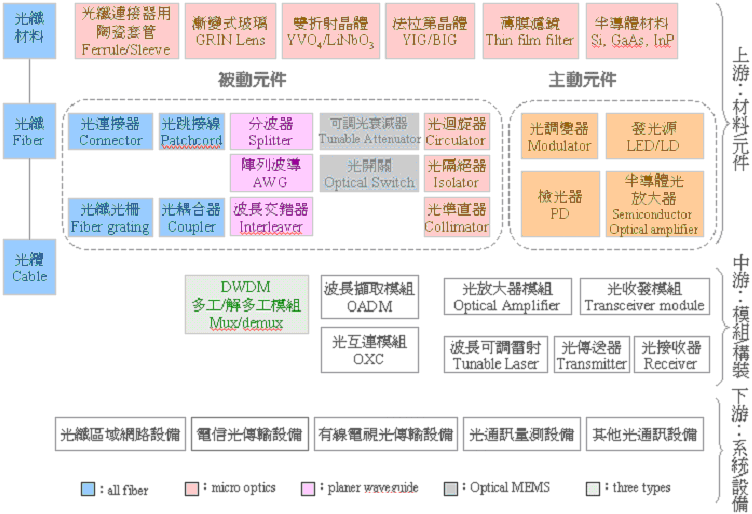 光纖
材料
光纖連接器用
陶瓷套管
Ferrule/Sleeve
漸變式玻璃
GRIN Lens
雙折射晶體
YVO₄/LiNbO₃
法拉第晶體
YIG/BIG
薄膜濾鏡
Thin film filter
半導體材料
Si, GaAs, InP
被動元件
主動元件
光纖
Fiber
光連接器
Connector
光跳接線
Patchcord
分波器
Splitter
可調光衰減器
Tunable Attenuator
光迴旋器
Circulator
光調變器
Modulator
發光源
LED/LD
陣列波導
AWG
光開關
Optical Switch
光隔絕器
Isolator
檢光器
PD
半導體光
放大器
Semiconductor
Optical amplifier
光纖光柵
Fiber grating
光耦合器
Coupler
波長交錯器
Interleaver
光準直器
Collimator
上游：材料元件
光纜
Cable
DWDM
多工/解多工模組
Mux/demux
波長擷取模組
OADM
光放大器模組
Optical Amplifier
光收發模組
Transceiver module
光互連模組
OXC
波長可調雷射
Tunable Laser
光傳送器
Transmitter
光接收器
Receiver
中游：模組構裝
光纖區域網路設備
電信光傳輸設備
有線電視光傳輸設備
光通訊量測設備
其他光通訊設備
下游：系統設備
：all fiber
：micro optics
：planer waveguide
：Optical MEMS
：three types